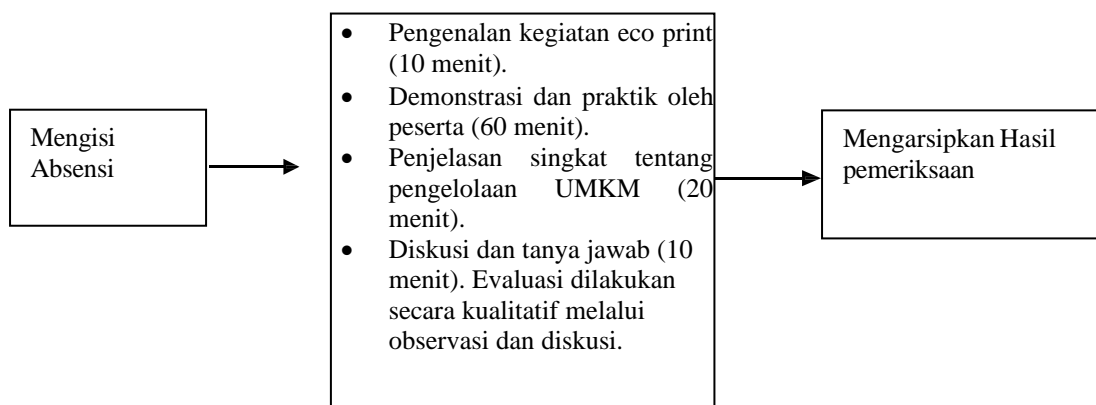 Mengisi
Absensi
• Pengenalan kegiatan eco print
(10 menit).
• Demonstrasi dan praktik oleh
peserta (60 menit).
• Penjelasan singkat tentang
pengelolaan UMKM (20
menit).
• Diskusi dan tanya jawab (10
menit). Evaluasi dilakukan
secara kualitatif melalui
observasi dan diskusi.
Mengarsipkan Hasil
pemeriksaan